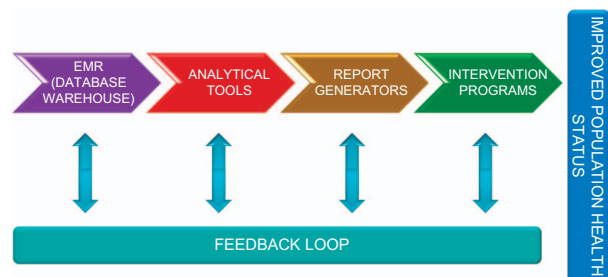 EMR
(DATABASE
WAREHOUSE)
ANALYTICAL
TOOLS
REPORT
GENERATORS
INTERVENTION
PROGRAMS
IMPROVED POPULATION HEALTH
STATUS
FEEDBACK LOOP